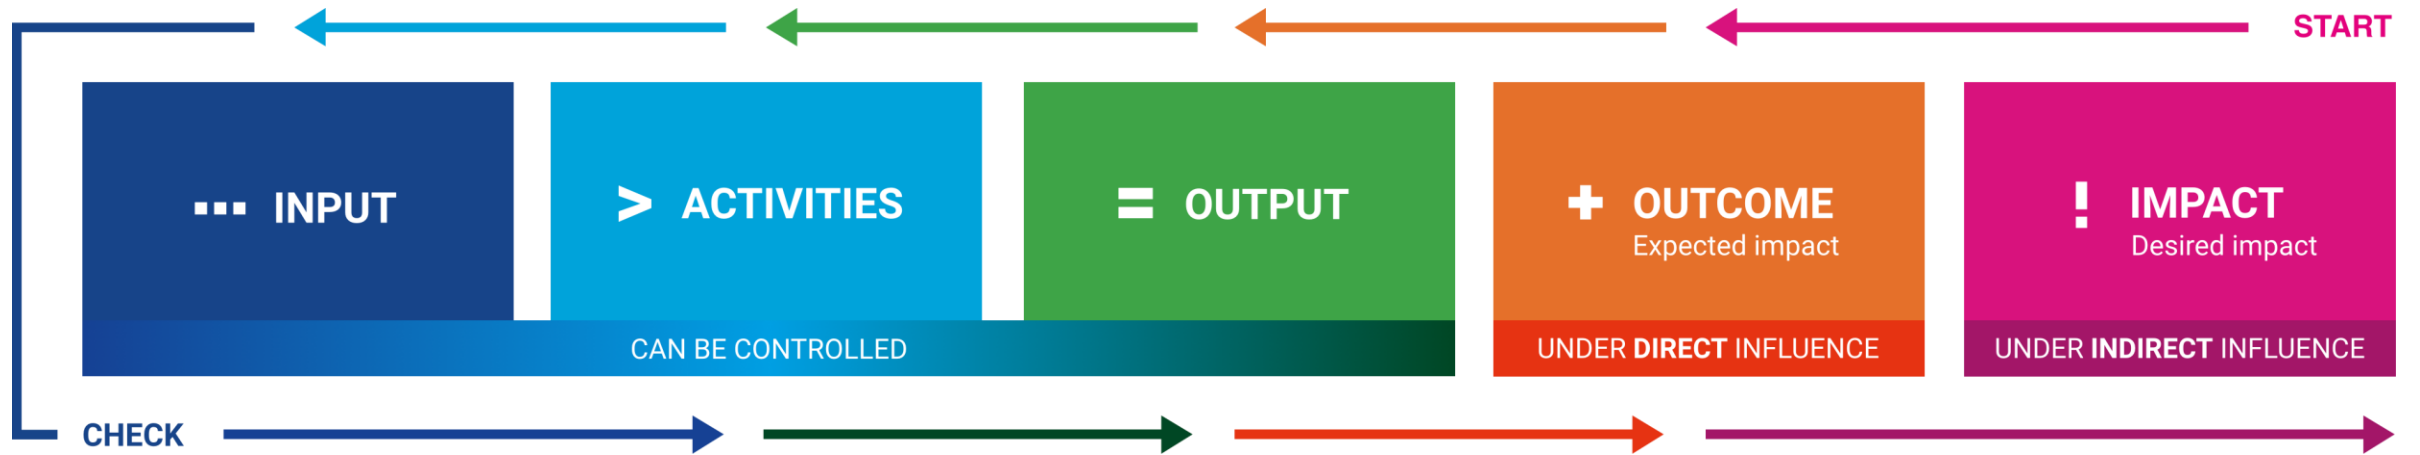 START
... INPUT
> ACTIVITIES
= OUTPUT
+ OUTCOME
Expected impact
! IMPACT
Desired impact
CAN BE CONTROLLED
UNDER DIRECT INFLUENCE
UNDER INDIRECT INFLUENCE
CHECK